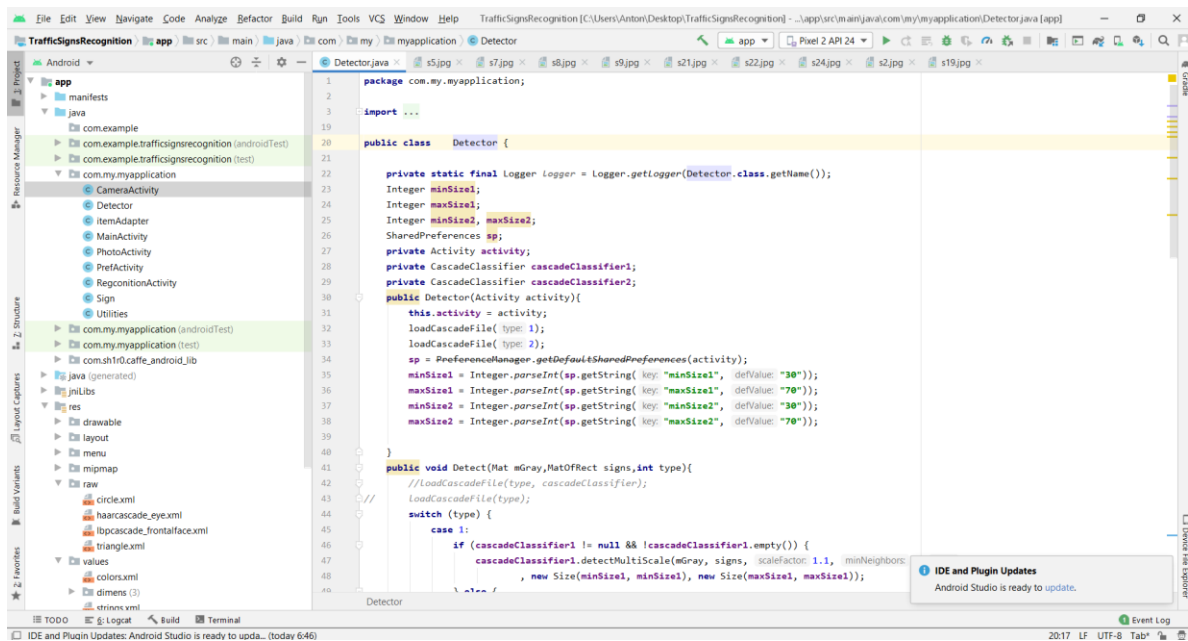 File Edit View Navigate Code Analyze Refactor Build Run Tools VCS Window Help TrafficSignsRecognition [C:\Users\Anton\Desktop\TrafficSignsRecognition] - ...\app\src\main\java\com\my\myapplication\Detector.java [app]
TrafficSignsRecognition app src main java com my myapplication Detector app Pixel 2 API 24
Android Detector.java s5.jpg s7.jpg s8.jpg s9.jpg s21.jpg s22.jpg s24.jpg s2.jpg s19.jpg
1: Project
Resource Manager
Z: Structure
Layout Captures
Build Variants
2: Favorites
app
manifests
java
com.example
com.example.trafficsignsrecognition (androidTest)
com.example.trafficsignsrecognition (test)
com.my.myapplication
CameraActivity
Detector
itemAdapter
MainActivity
PhotoActivity
PrefActivity
RegconitionActivity
Sign
Utilities
com.my.myapplication (androidTest)
com.my.myapplication (test)
com.sh1r0.caffe_android_lib
java (generated)
jniLibs
res
drawable
layout
menu
mipmap
raw
circle.xml
haarcascade_eye.xml
lbpcascade_frontalface.xml
triangle.xml
values
colors.xml
dimens (3)
strings.xml
1 package com.my.myapplication;
2
3 import ...
19
20 public class Detector {
21
22 private static final Logger logger = Logger.getLogger(Detector.class.getName());
23 Integer minSize1;
24 Integer maxSize1;
25 Integer minSize2, maxSize2;
26 SharedPreferences sp;
27 private Activity activity;
28 private CascadeClassifier cascadeClassifier1;
29 private CascadeClassifier cascadeClassifier2;
30 public Detector(Activity activity){
31 this.activity = activity;
32 loadCascadeFile( type: 1);
33 loadCascadeFile( type: 2);
34 sp = PreferenceManager.getDefaultSharedPreferences(activity);
35 minSize1 = Integer.parseInt(sp.getString( key: "minSize1", defValue: "30"));
36 maxSize1 = Integer.parseInt(sp.getString( key: "maxSize1", defValue: "70"));
37 minSize2 = Integer.parseInt(sp.getString( key: "minSize2", defValue: "30"));
38 maxSize2 = Integer.parseInt(sp.getString( key: "maxSize2", defValue: "70"));
39
40 }
41 public void Detect(Mat mGray,MatOfRect signs,int type){
42 //loadCascadeFile(type, cascadeClassifier);
43 // loadCascadeFile(type);
44 switch (type) {
45 case 1:
46 if (cascadeClassifier1 != null && !cascadeClassifier1.empty()) {
47 cascadeClassifier1.detectMultiScale(mGray, signs, scaleFactor: 1.1, minNeighbors:
48 , new Size(minSize1, minSize1), new Size(maxSize1, maxSize1));
49 } else {
Detector
Gradle
Device File Explorer
IDE and Plugin Updates
Android Studio is ready to update.
TODO 6: Logcat Build Terminal Event Log
IDE and Plugin Updates: Android Studio is ready to upda... (today 6:46) 20:17 LF UTF-8 Tab*